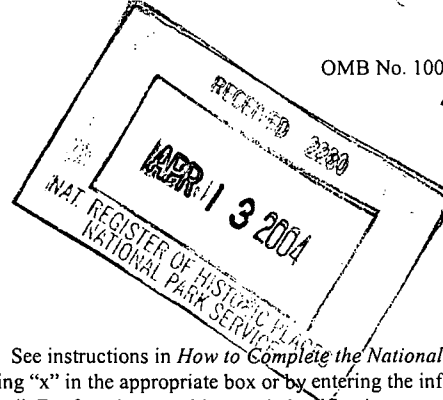 OMB No. 100
RECEIVED 2280
APR 13 2004
NAT. REGISTER OF HISTORIC PLACES
NATIONAL PARK SERVICE
See instructions in How to Complete the National
ing "x" in the appropriate box or by entering the inf